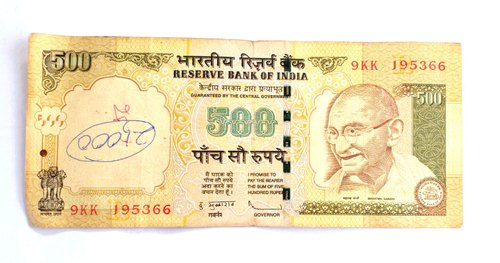 500
भारतीय रिज़र्व बैंक
RESERVE BANK OF INDIA
9KK 195366
केन्द्रीय सरकार द्वारा प्रत्याभूत
GUARANTEED BY THE CENTRAL GOVERNMENT
500
500
पाँच सौ रुपये
मैं धारक को
पाँच सौ रुपये
अदा करने का
वचन देता हूँ।
I PROMISE TO
PAY THE BEARER
THE SUM OF FIVE
HUNDRED RUPEES
9KK 195366
गवर्नर
GOVERNOR